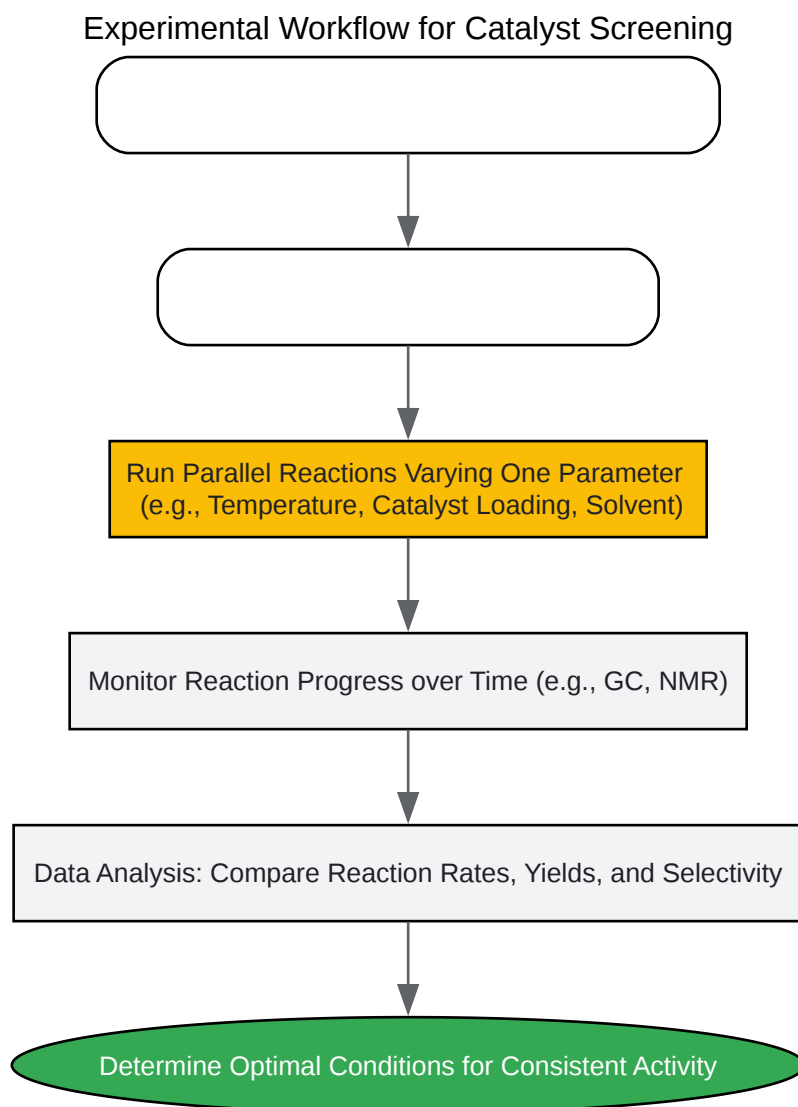 Experimental Workflow for Catalyst Screening
Run Parallel Reactions Varying One Parameter
(e.g., Temperature, Catalyst Loading, Solvent)
Monitor Reaction Progress over Time (e.g., GC, NMR)
Data Analysis: Compare Reaction Rates, Yields, and Selectivity
Determine Optimal Conditions for Consistent Activity